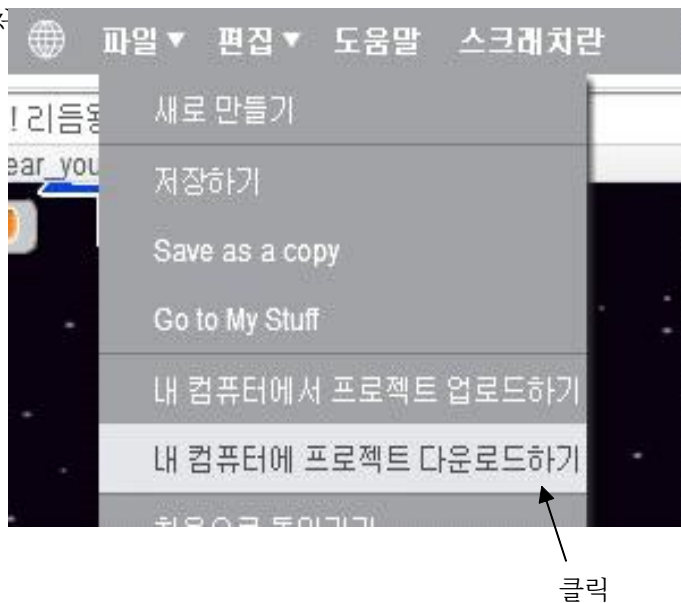 파일▼ 편집▼ 도움말 스크래치란
새로 만들기
! 리듬
ear_you
저장하기
Save as a copy
Go to My Stuff
내 컴퓨터에서 프로젝트 업로드하기
내 컴퓨터에 프로젝트 다운로드하기
클릭